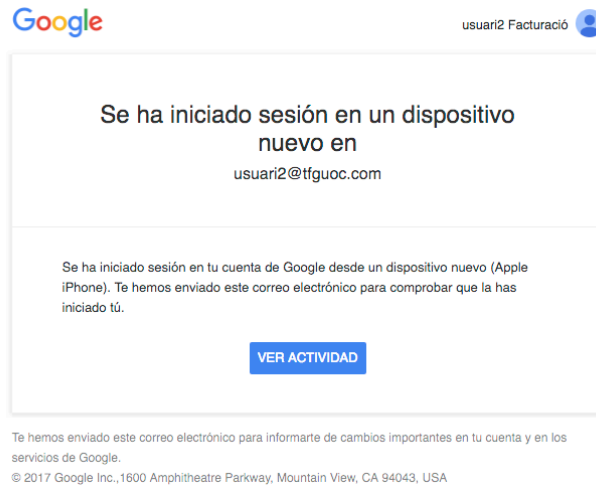 Google
usuari2 Facturació
Se ha iniciado sesión en un dispositivo
nuevo en
usuari2@tfguoc.com
Se ha iniciado sesión en tu cuenta de Google desde un dispositivo nuevo (Apple
iPhone). Te hemos enviado este correo electrónico para comprobar que la has
iniciado tú.
VER ACTIVIDAD
Te hemos enviado este correo electrónico para informarte de cambios importantes en tu cuenta y en los
servicios de Google.
© 2017 Google Inc.,1600 Amphitheatre Parkway, Mountain View, CA 94043, USA